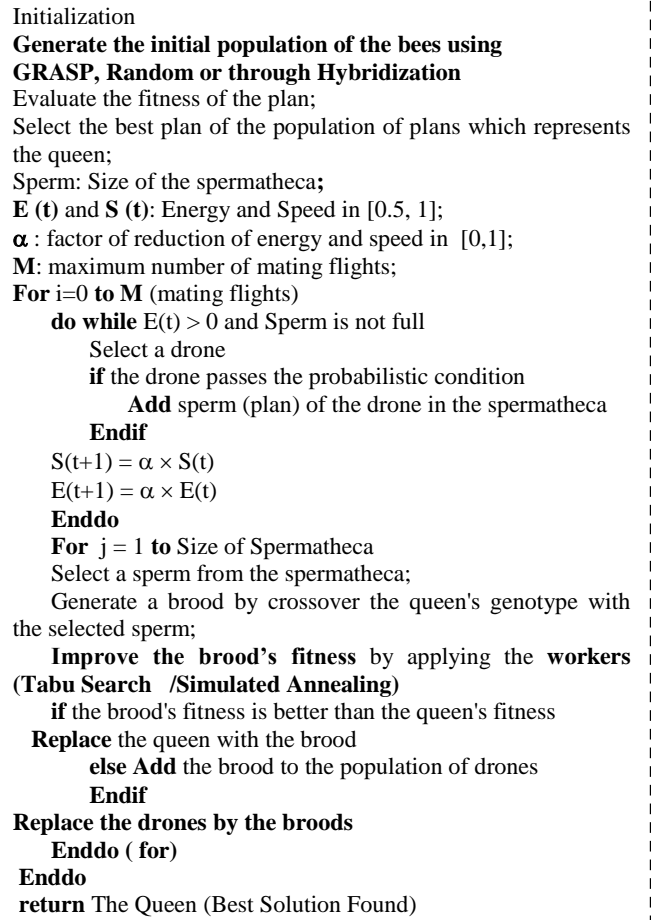 Initialization
Generate the initial population of the bees using
GRASP, Random or through Hybridization
Evaluate the fitness of the plan;
Select the best plan of the population of plans which represents
the queen;
Sperm: Size of the spermatheca;
E (t) and S (t): Energy and Speed in [0.5, 1];
α : factor of reduction of energy and speed in [0,1];
M: maximum number of mating flights;
For i=0 to M (mating flights)
do while E(t) > 0 and Sperm is not full
Select a drone
if the drone passes the probabilistic condition
Add sperm (plan) of the drone in the spermatheca
Endif
S(t+1) = α × S(t)
E(t+1) = α × E(t)
Enddo
For j = 1 to Size of Spermatheca
Select a sperm from the spermatheca;
Generate a brood by crossover the queen's genotype with
the selected sperm;
Improve the brood’s fitness by applying the workers
(Tabu Search /Simulated Annealing)
if the brood's fitness is better than the queen's fitness
Replace the queen with the brood
else Add the brood to the population of drones
Endif
Replace the drones by the broods
Enddo ( for)
Enddo
return The Queen (Best Solution Found)